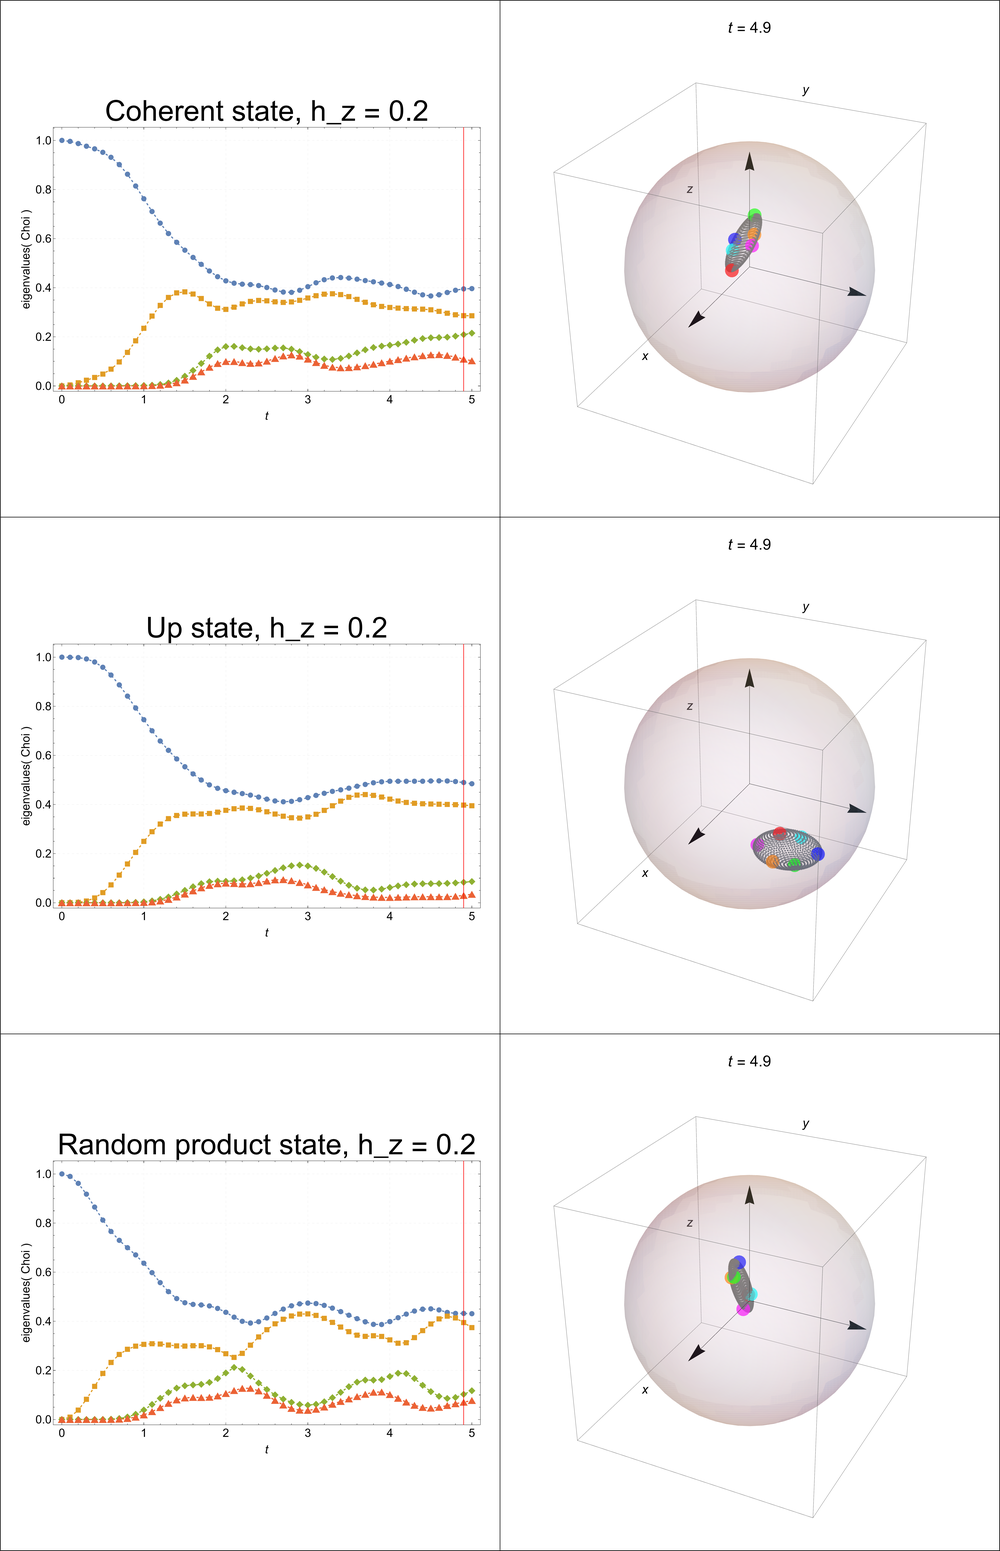 Coherent state, h_z = 0.2
eigenvalues( Choi )
1.0
0.8
0.6
0.4
0.2
0.0
0 1 2 3 4 5
t
t = 4.9
y
z
x
Up state, h_z = 0.2
eigenvalues( Choi )
1.0
0.8
0.6
0.4
0.2
0.0
0 1 2 3 4 5
t
t = 4.9
y
z
x
Random product state, h_z = 0.2
eigenvalues( Choi )
1.0
0.8
0.6
0.4
0.2
0.0
0 1 2 3 4 5
t
t = 4.9
y
z
x